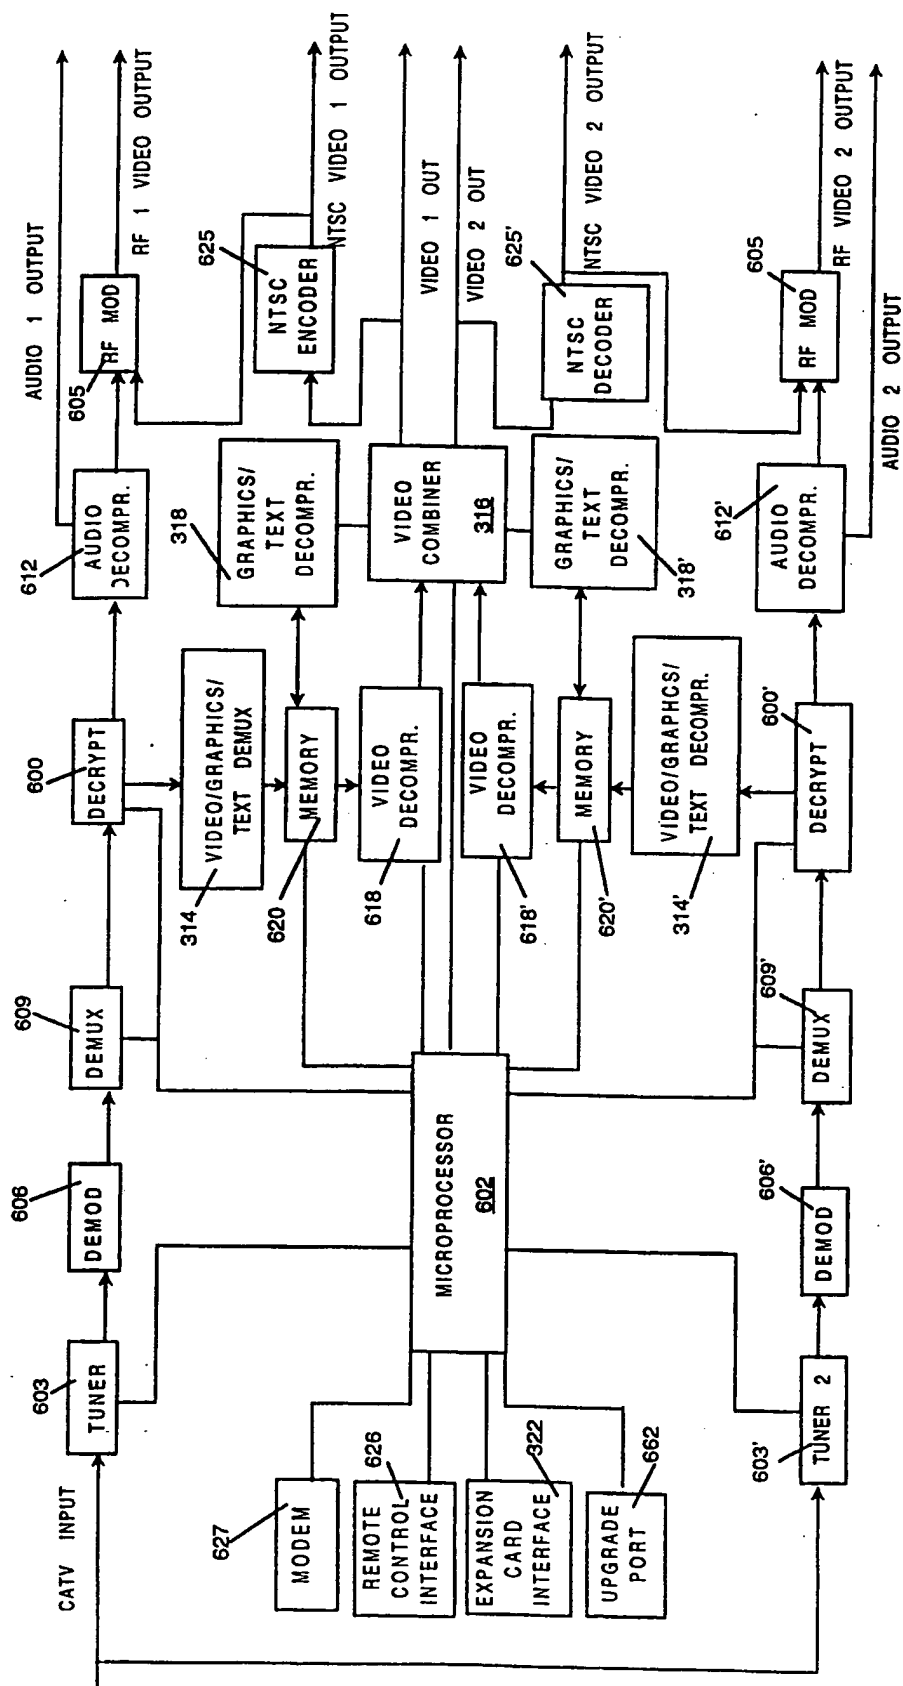 CATV INPUT
603
TUNER
606
DEMOD
609
DEMUX
600
DECRYPT
612
AUDIO
DECOMPR.
605
RF MOD
AUDIO 1 OUTPUT
RF 1 VIDEO OUTPUT
314
VIDEO/GRAPHICS/
TEXT DEMUX
318
GRAPHICS/
TEXT
DECOMPR.
625
NTSC
ENCODER
NTSC VIDEO 1 OUTPUT
627
MODEM
620
MEMORY
626
REMOTE
CONTROL
INTERFACE
618
VIDEO
DECOMPR.
VIDEO
COMBINER
316
VIDEO 1 OUT
VIDEO 2 OUT
MICROPROCESSOR
602
322
EXPANSION
CARD
INTERFACE
618'
VIDEO
DECOMPR.
662
UPGRADE
PORT
620'
MEMORY
GRAPHICS/
TEXT
DECOMPR.
318'
625'
NTSC
DECODER
NTSC VIDEO 2 OUTPUT
314'
VIDEO/GRAPHCS/
TEXT DECOMPR.
603'
TUNER 2
606'
DEMOD
609'
DEMUX
600'
DECRYPT
612'
AUDIO
DECOMPR.
605
RF MOD
RF VIDEO 2 OUTPUT
AUDIO 2 OUTPUT